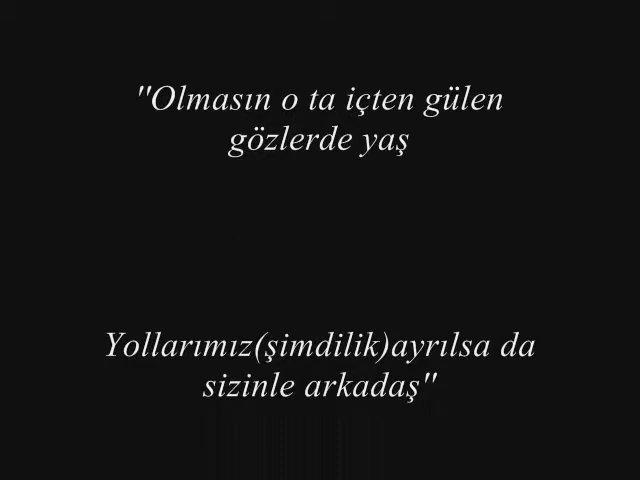 "Olmasın o ta içten gülen
gözlerde yaş
Yollarımız(şimdilik)ayrılsa da
sizinle arkadaş"